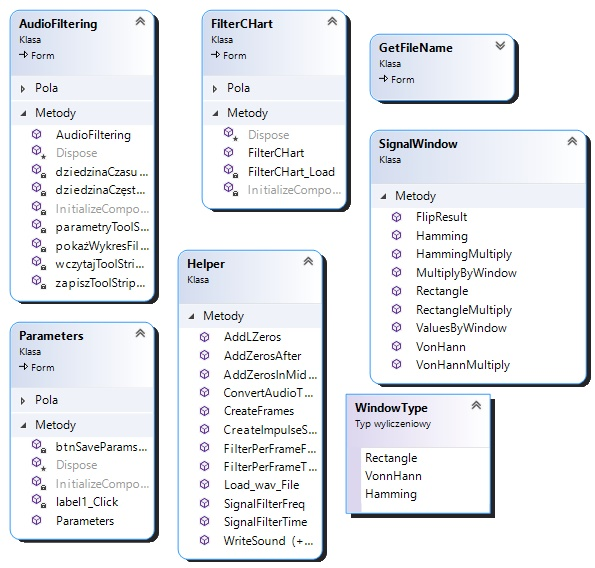 AudioFiltering
Klasa
Form
Pola
Metody
AudioFiltering
Dispose
dziedzinaCzasu...
dziedzinaCzęst...
InitializeCompo...
parametryToolS...
pokażWykresFil...
wczytajToolStri...
zapiszToolStrip...
FilterCHart
Klasa
Form
Pola
Metody
Dispose
FilterCHart
FilterCHart_Load
InitializeCompo...
GetFileName
Klasa
Form
SignalWindow
Klasa
Metody
FlipResult
Hamming
HammingMultiply
MultiplyByWindow
Rectangle
RectangleMultiply
ValuesByWindow
VonHann
VonHannMultiply
Parameters
Klasa
Form
Pola
Metody
btnSaveParams...
Dispose
InitializeCompo...
label1_Click
Parameters
Helper
Klasa
Metody
AddLZeros
AddZerosAfter
AddZerosInMid...
ConvertAudioT...
CreateFrames
CreateImpulseS...
FilterPerFrameF...
FilterPerFrameT...
Load_wav_File
SignalFilterFreq
SignalFilterTime
WriteSound (+...
WindowType
Typ wyliczeniowy
Rectangle
VonnHann
Hamming